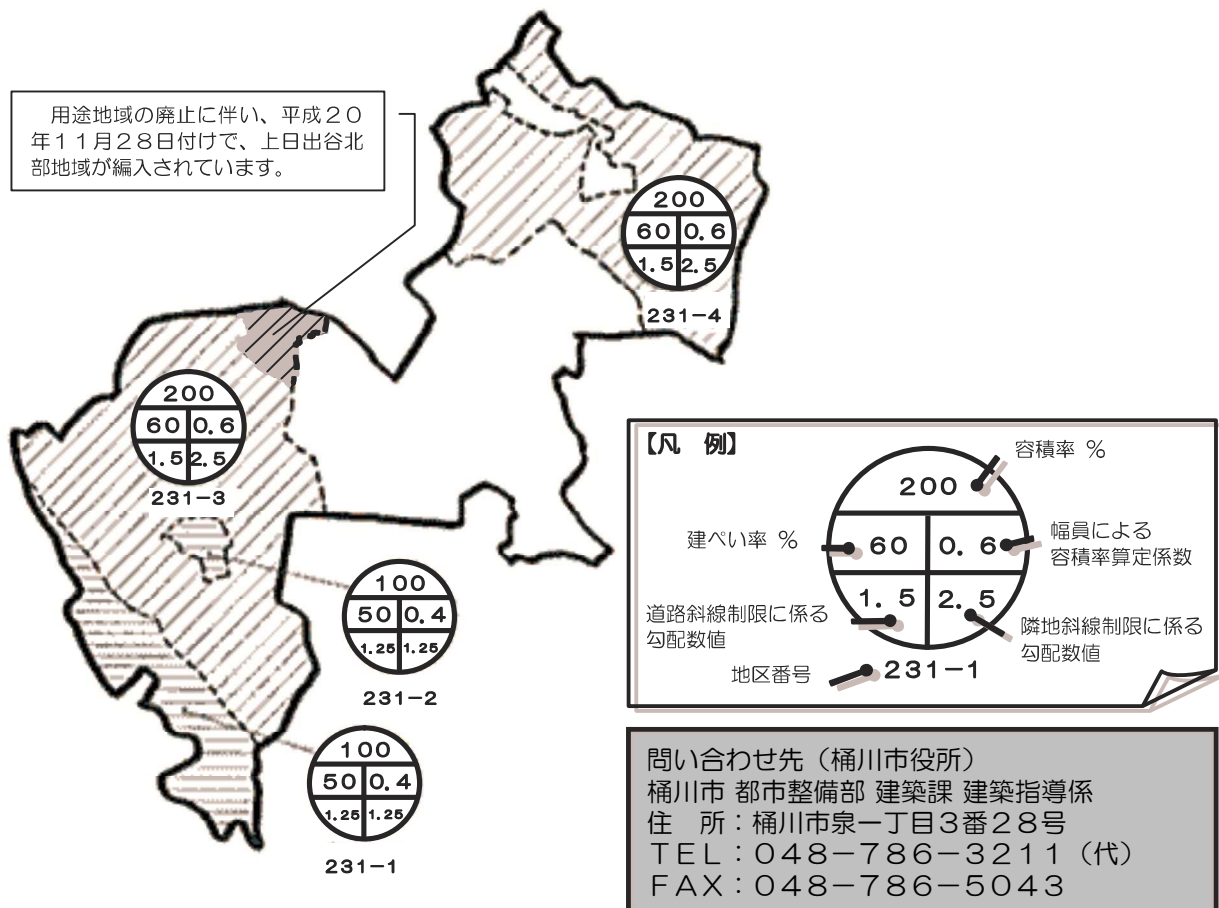 用途地域の廃止に伴い、平成２０
年１１月２８日付けで、上日出谷北
部地域が編入されています。
200
60 0.6
1.5 2.5
231-4
200
60 0.6
1.5 2.5
231-3
100
50 0.4
1.25 1.25
231-2
100
50 0.4
1.25 1.25
231-1
【凡　例】
容積率 ％
200
建ぺい率 ％
60 0.6
幅員による
容積率算定係数
1.5 2.5
道路斜線制限に係る
勾配数値
隣地斜線制限に係る
勾配数値
地区番号
231-1
問い合わせ先（桶川市役所）
桶川市 都市整備部 建築課 建築指導係
住　所：桶川市泉一丁目３番２８号
ＴＥＬ：０４８－７８６－３２１１（代）
ＦＡＸ：０４８－７８６－５０４３